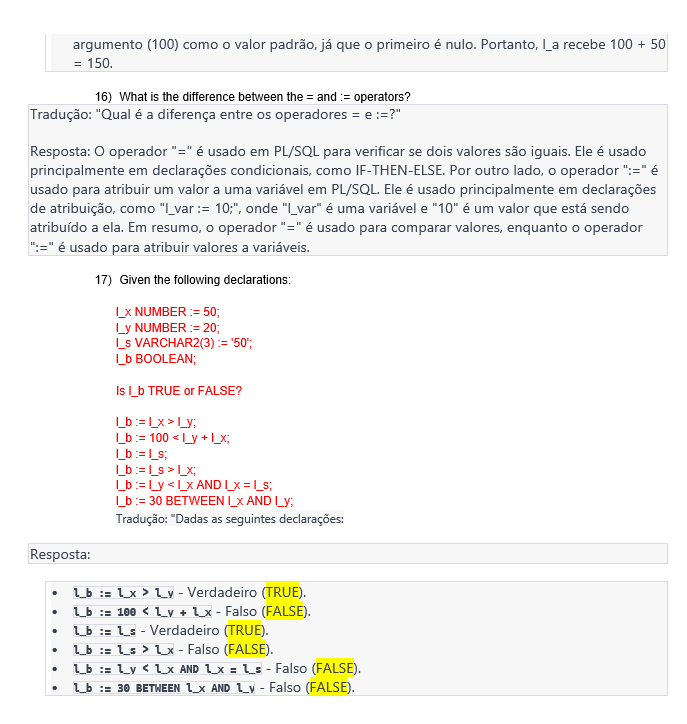 argumento (100) como o valor padrão, já que o primeiro é nulo. Portanto, l_a recebe 100 + 50
= 150.
16) What is the difference between the = and := operators?
Tradução: "Qual é a diferença entre os operadores = e :=?"
Resposta: O operador "=" é usado em PL/SQL para verificar se dois valores são iguais. Ele é usado
principalmente em declarações condicionais, como IF-THEN-ELSE. Por outro lado, o operador ":=" é
usado para atribuir um valor a uma variável em PL/SQL. Ele é usado principalmente em declarações
de atribuição, como "l_var := 10;", onde "l_var" é uma variável e "10" é um valor que está sendo
atribuído a ela. Em resumo, o operador "=" é usado para comparar valores, enquanto o operador
":=" é usado para atribuir valores a variáveis.
17) Given the following declarations:
l_x NUMBER := 50;
l_y NUMBER := 20;
l_s VARCHAR2(3) := '50';
l_b BOOLEAN;
Is l_b TRUE or FALSE?
l_b := l_x > l_y;
l_b := 100 < l_y + l_x;
l_b := l_s;
l_b := l_s > l_x;
l_b := l_y < l_x AND l_x = l_s;
l_b := 30 BETWEEN l_x AND l_y;
Tradução: "Dadas as seguintes declarações:
Resposta:
• l_b := l_x > l_y - Verdadeiro (TRUE).
• l_b := 100 < l_y + l_x - Falso (FALSE).
• l_b := l_s - Verdadeiro (TRUE).
• l_b := l_s > l_x - Falso (FALSE).
• l_b := l_y < l_x AND l_x = l_s - Falso (FALSE).
• l_b := 30 BETWEEN l_x AND l_y - Falso (FALSE).